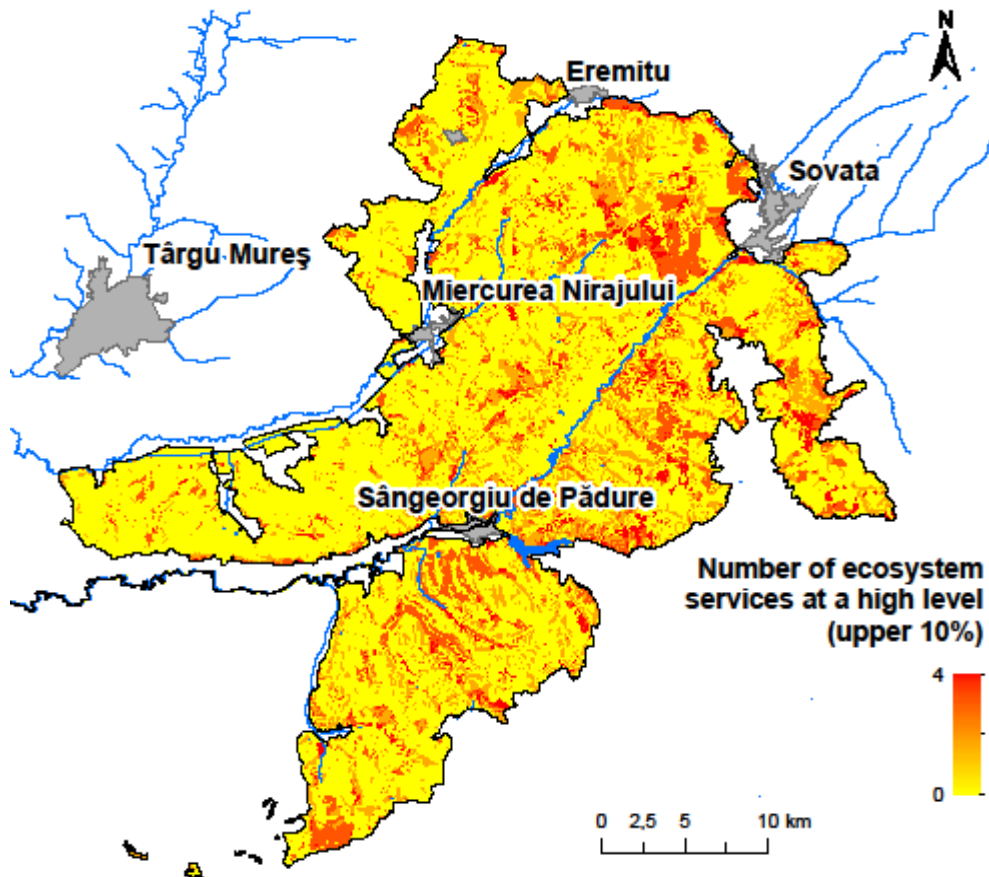 N
Eremitu
Sovata
Târgu Mureş
Miercurea Nirajului
Sângeorgiu de Pădure
Number of ecosystem
services at a high level
(upper 10%)
4
0
0 2,5 5 10 km